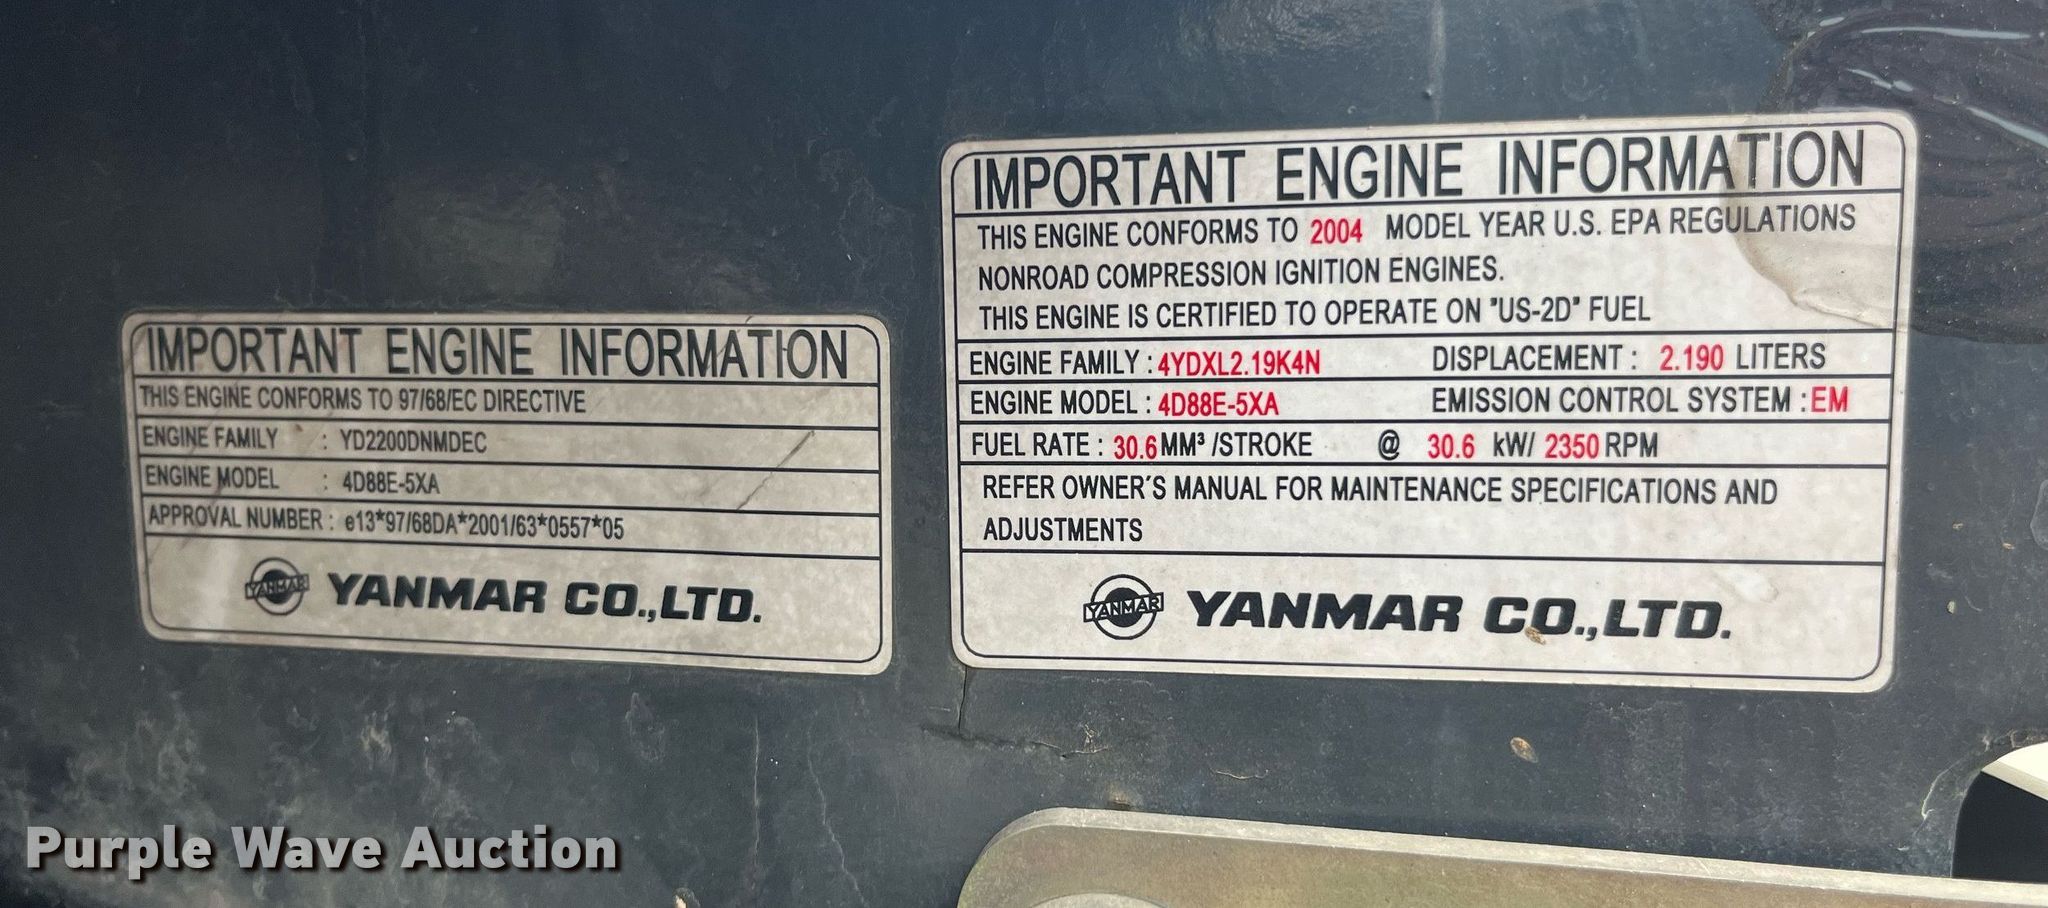 IMPORTANT ENGINE INFORMATION
THIS ENGINE CONFORMS TO 97/68/EC DIRECTIVE
ENGINE FAMILY : YD2200DNMDEC
ENGINE MODEL : 4D88E-5XA
APPROVAL NUMBER : e13*97/68DA*2001/63*0557*05
YANMAR YANMAR CO.,LTD.
IMPORTANT ENGINE INFORMATION
THIS ENGINE CONFORMS TO 2004 MODEL YEAR U.S. EPA REGULATIONS
NONROAD COMPRESSION IGNITION ENGINES.
THIS ENGINE IS CERTIFIED TO OPERATE ON "US-2D" FUEL
ENGINE FAMILY : 4YDXL2.19K4N DISPLACEMENT : 2.190 LITERS
ENGINE MODEL : 4D88E-5XA EMISSION CONTROL SYSTEM : EM
FUEL RATE : 30.6 MM³ /STROKE @ 30.6 kW/ 2350 RPM
REFER OWNER'S MANUAL FOR MAINTENANCE SPECIFICATIONS AND
ADJUSTMENTS
YANMAR YANMAR CO.,LTD.
Purple Wave Auction